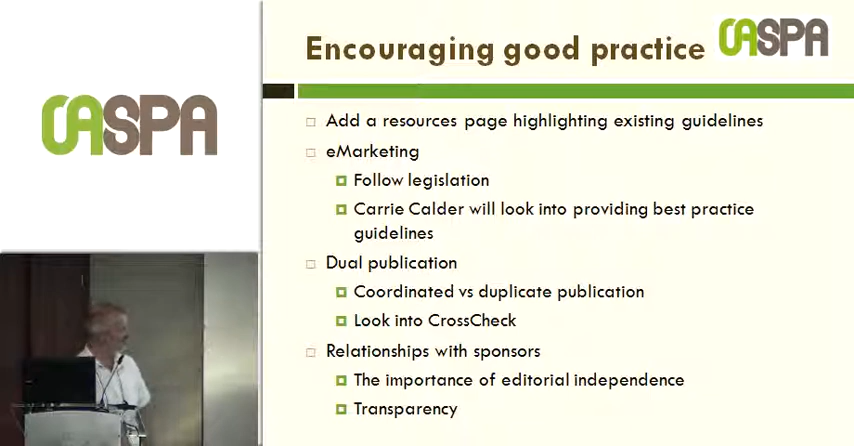 OASPA
Encouraging good practice
OASPA
Add a resources page highlighting existing guidelines
eMarketing
Follow legislation
Carrie Calder will look into providing best practice
guidelines
Dual publication
Coordinated vs duplicate publication
Look into CrossCheck
Relationships with sponsors
The importance of editorial independence
Transparency